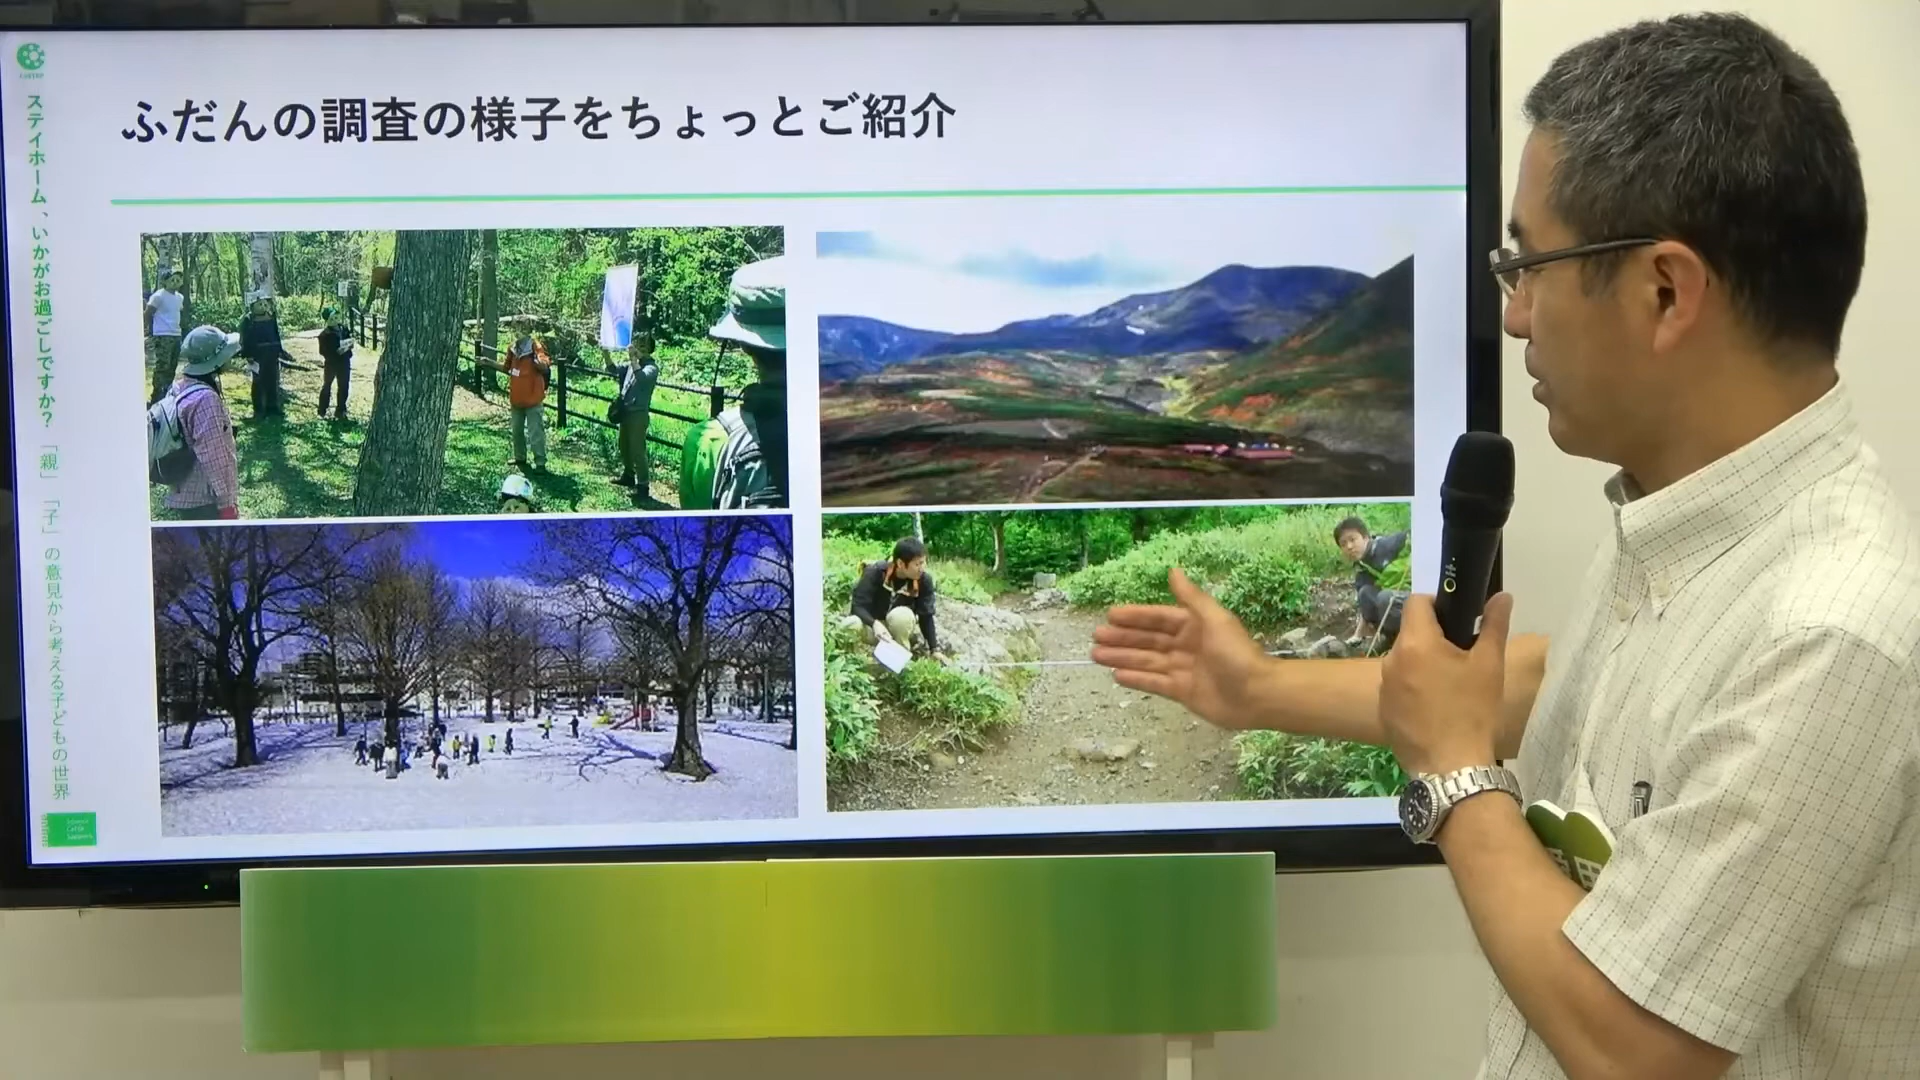 ふだんの調査の様子をちょっとご紹介
ステイホーム、いかがお過ごしですか？
「親」「子」の意見から考える子どもの世界